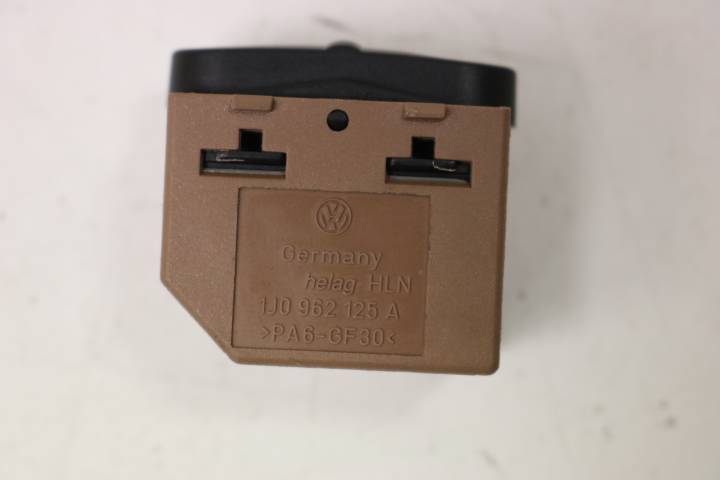 VW
Germany
helag HLN
1J0 962 125 A
>PA6-GF30<